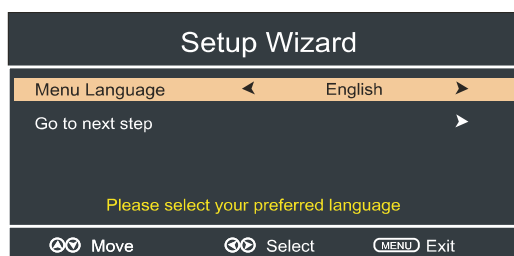 Setup Wizard
Menu Language English
Go to next step
Please select your preferred language
Move Select MENU Exit